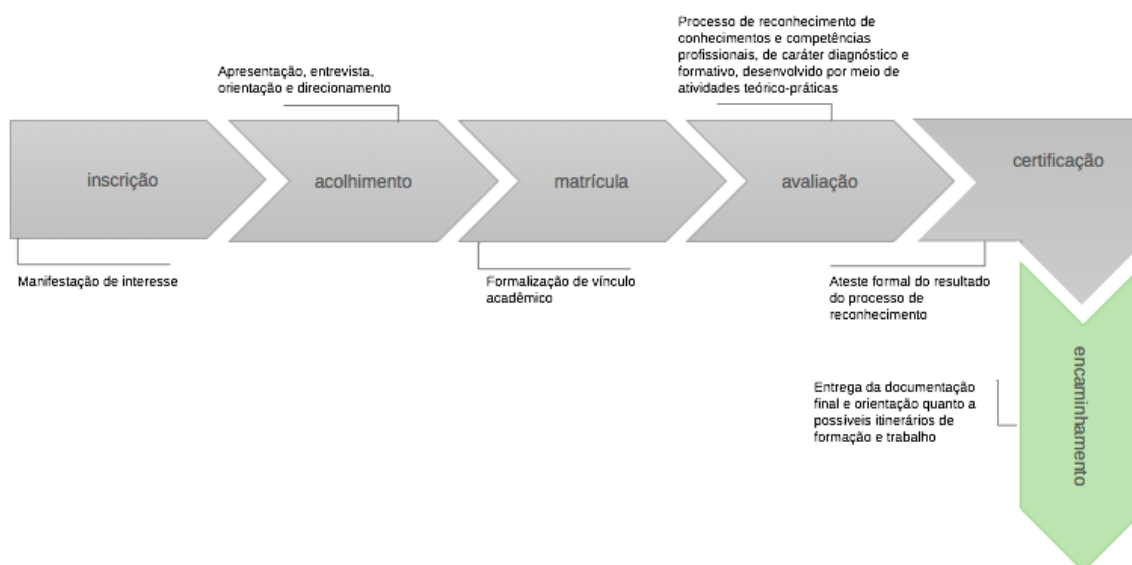 Processo de reconhecimento de
conhecimentos e competências
profissionais, de caráter diagnóstico e
formativo, desenvolvido por meio de
atividades teórico-práticas
Apresentação, entrevista,
orientação e direcionamento
inscrição
acolhimento
matrícula
avaliação
certificação
Manifestação de interesse
Formalização de vínculo
acadêmico
Ateste formal do resultado
do processo de
reconhecimento
Entrega da documentação
final e orientação quanto a
possíveis itinerários de
formação e trabalho
encaminhamento